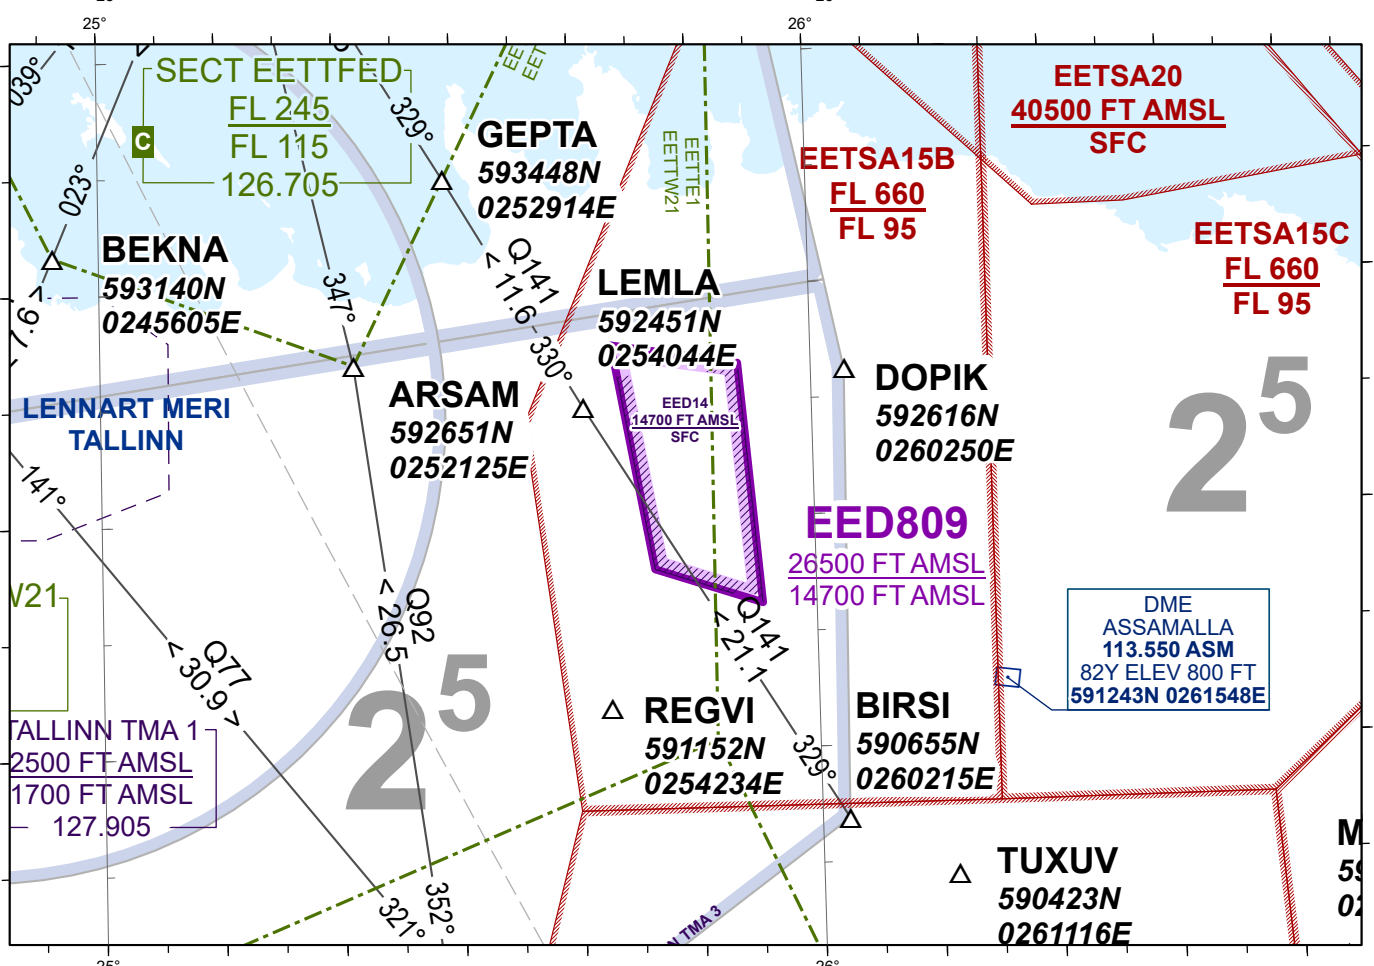 25°
26°
039°
SECT EETTFED
FL 245
FL 115
126.705
C
023°
BEKNA
593140N
0245605E
7.6 >
329°
GEPTA
593448N
0252914E
EETTE1
EETTW21
EETSA20
40500 FT AMSL
SFC
EETSA15B
FL 660
FL 95
EETSA15C
FL 660
FL 95
347°
Q141
< 11.6
330°
LEMLA
592451N
0254044E
LENNART MERI
TALLINN
ARSAM
592651N
0252125E
EED14
14700 FT AMSL
SFC
DOPIK
592616N
0260250E
2 5
141°
EED809
26500 FT AMSL
14700 FT AMSL
W21
Q92
< 26.5
Q77
< 30.9 >
Q141
< 21.1
DME
ASSAMALLA
113.550 ASM
82Y ELEV 800 FT
591243N 0261548E
2 5
TALLINN TMA 1
2500 FT AMSL
1700 FT AMSL
127.905
REGVI
591152N
0254234E
329°
BIRSI
590655N
0260215E
321°
352°
N TMA 3
TUXUV
590423N
0261116E
M
59
02